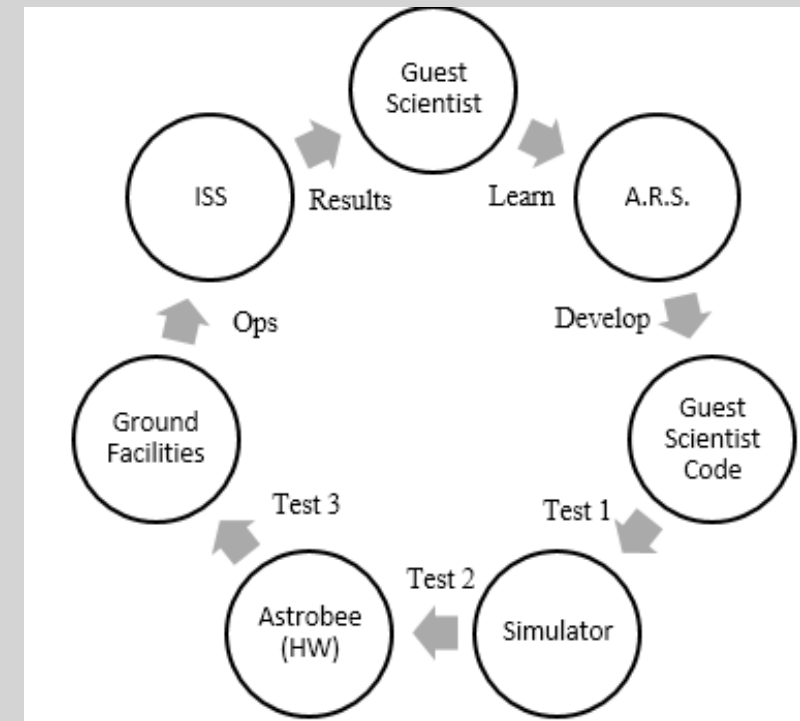 Guest
Scientist
Learn
A.R.S.
Develop
Guest
Scientist
Code
Test 1
Simulator
Test 2
Astrobee
(HW)
Test 3
Ground
Facilities
Ops
ISS
Results